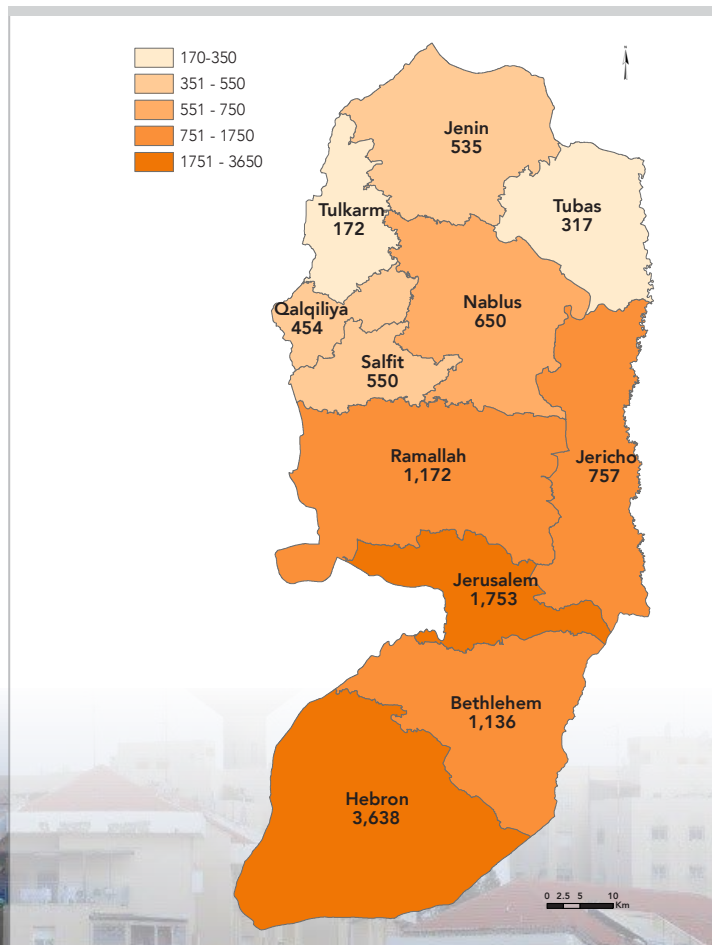 170-350
351 - 550
551 - 750
751 - 1750
1751 - 3650
N
Jenin
535
Tulkarm
172
Tubas
317
Qalqiliya
454
Nablus
650
Salfit
550
Ramallah
1,172
Jericho
757
Jerusalem
1,753
Bethlehem
1,136
Hebron
3,638
0 2.5 5 10
Km